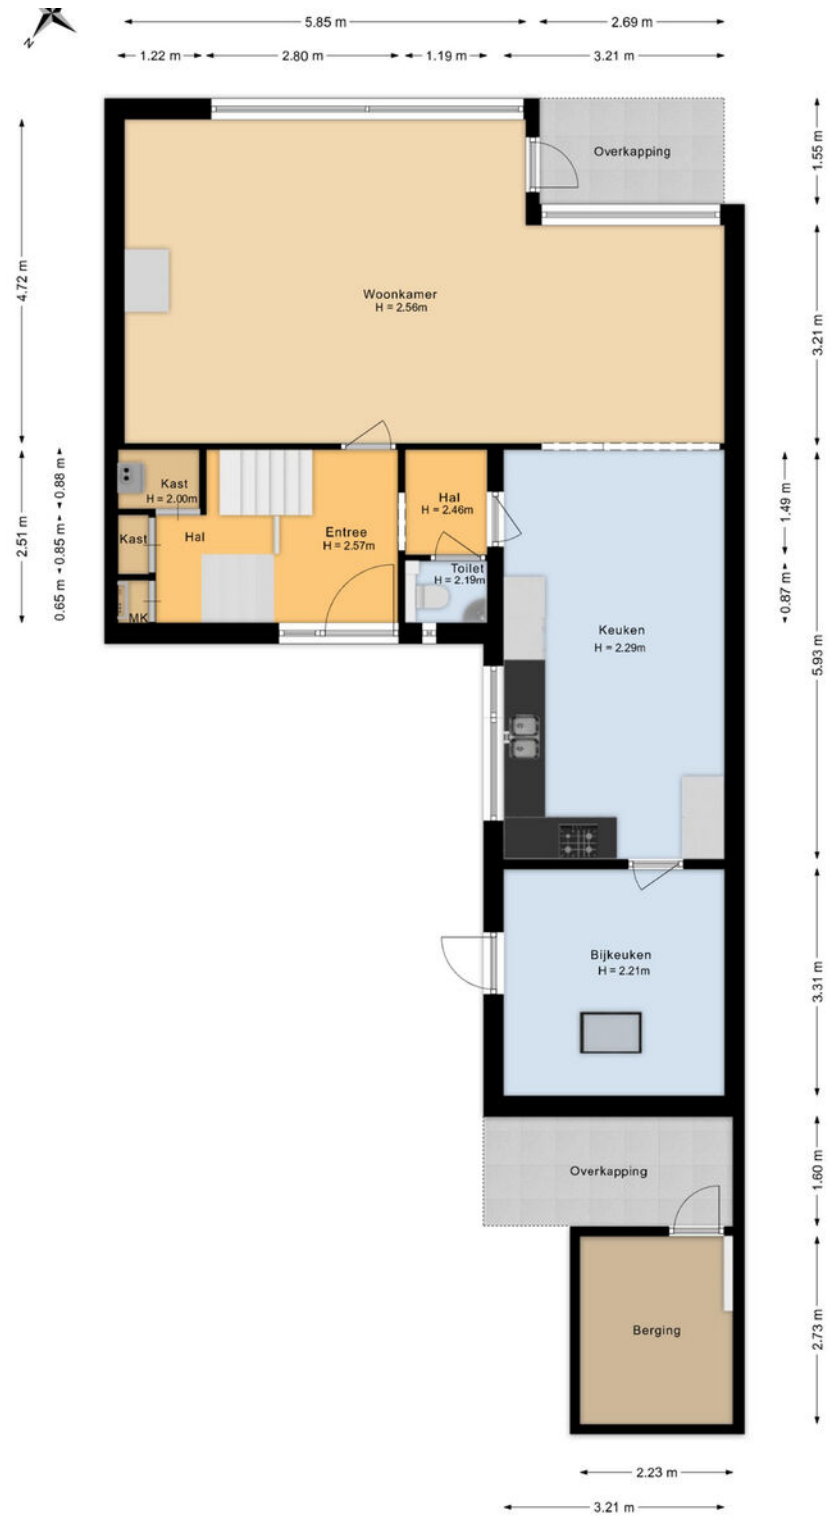 5.85 m
2.69 m
1.22 m
2.80 m
1.19 m
3.21 m
N
Overkapping
1.55 m
4.72 m
Woonkamer
H = 2.56m
3.21 m
2.51 m
0.88 m
0.85 m
0.65 m
Kast
H = 2.00m
Kast
Hal
MK
Entree
H = 2.57m
Hal
H = 2.46m
Toilet
H = 2.19m
1.49 m
0.87 m
Keuken
H = 2.29m
5.93 m
Bijkeuken
H = 2.21m
3.31 m
Overkapping
1.60 m
Berging
2.73 m
2.23 m
3.21 m